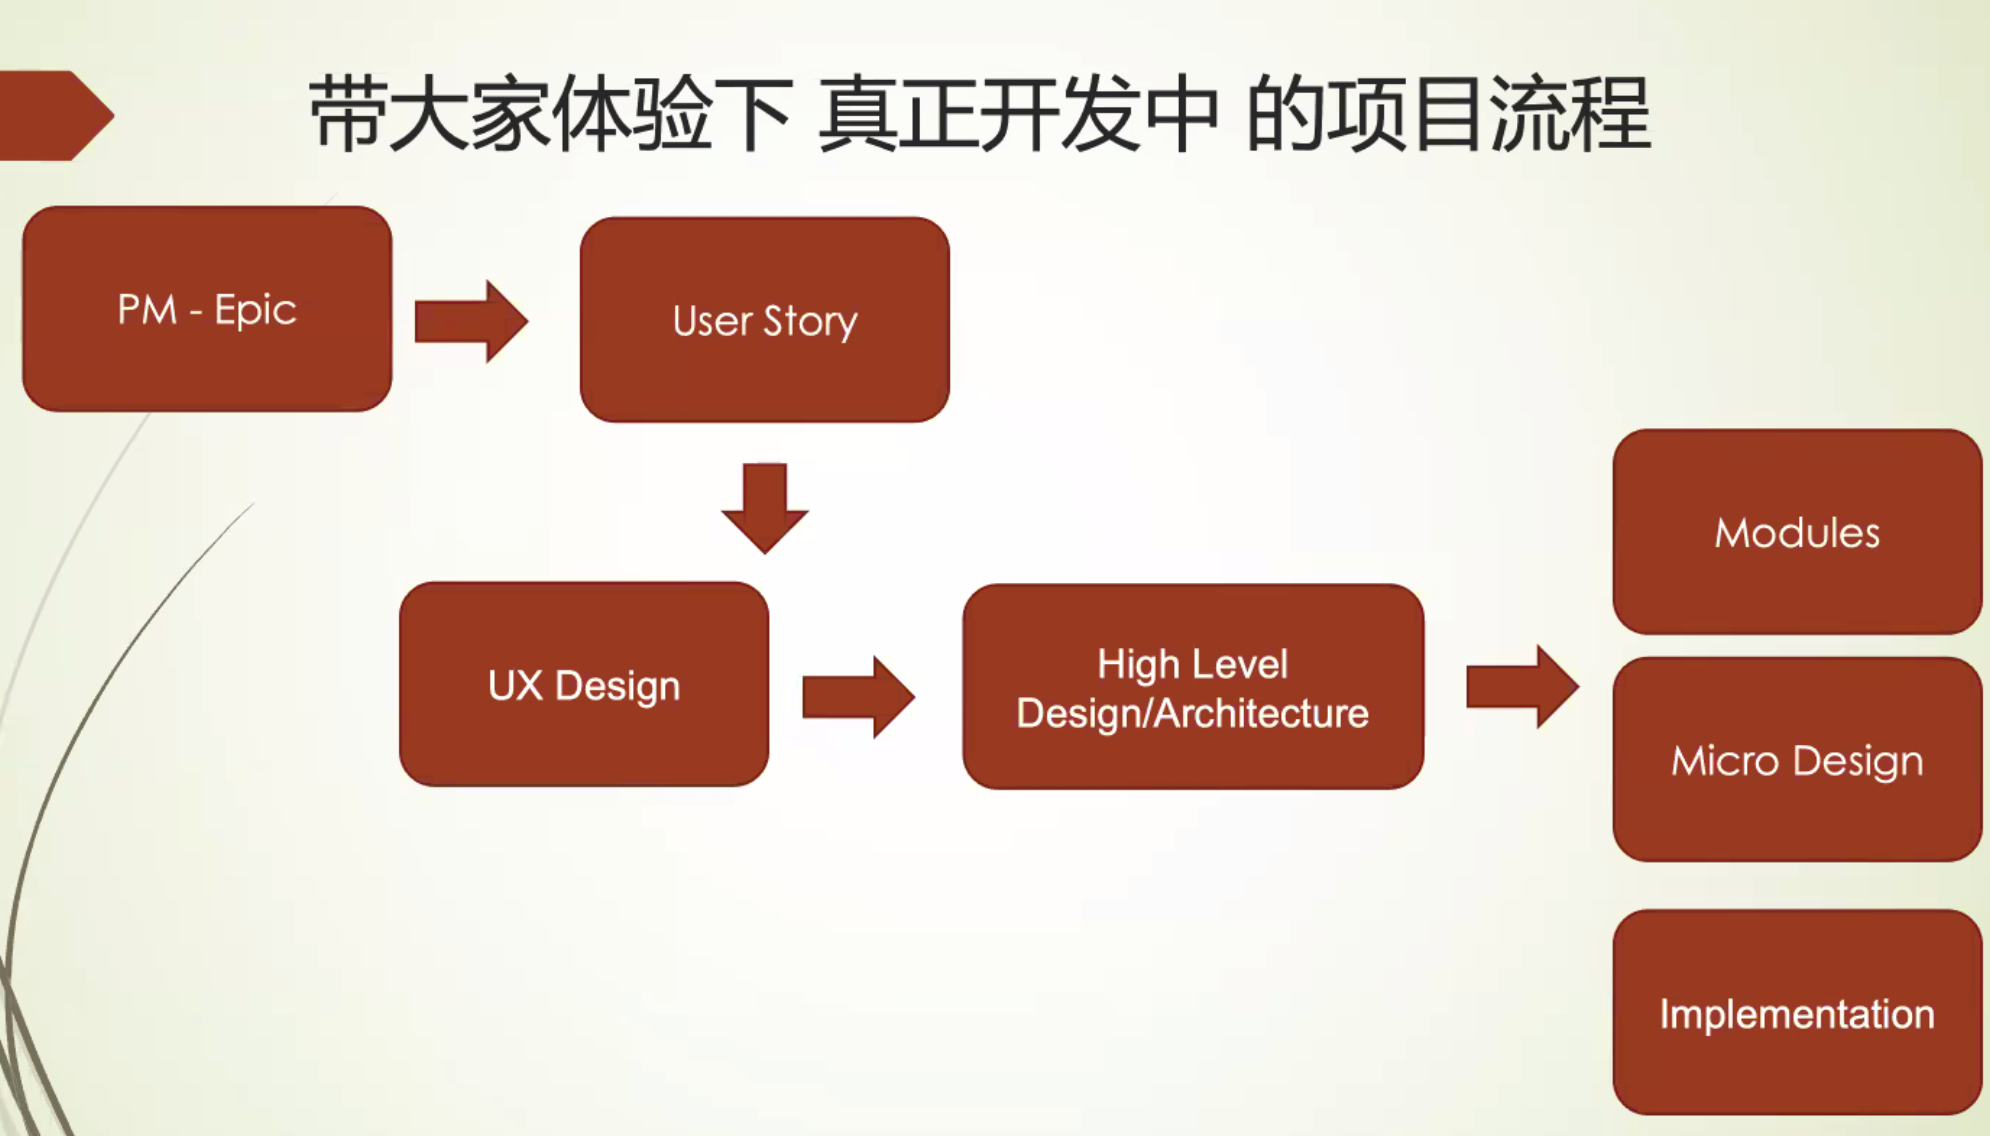 带大家体验下 真正开发中 的项目流程
PM - Epic
User Story
UX Design
High Level
Design/Architecture
Modules
Micro Design
Implementation